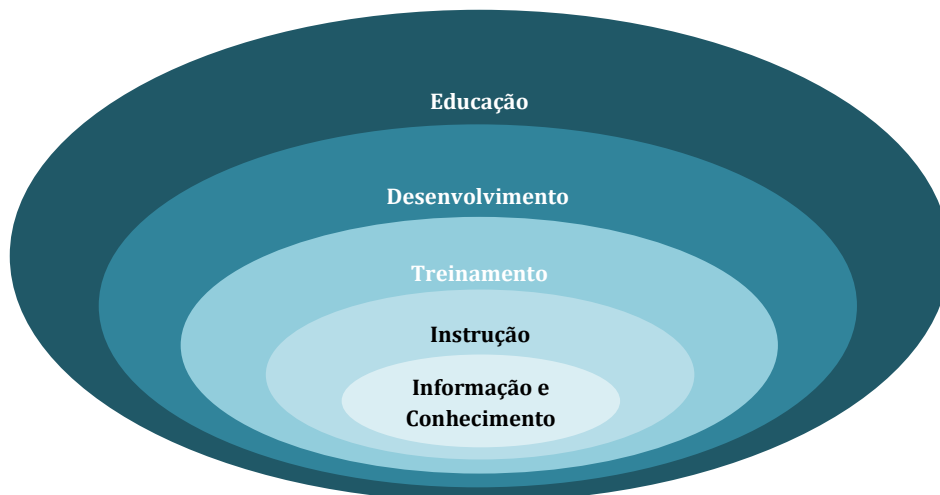 Educação
Desenvolvimento
Treinamento
Instrução
Informação e
Conhecimento